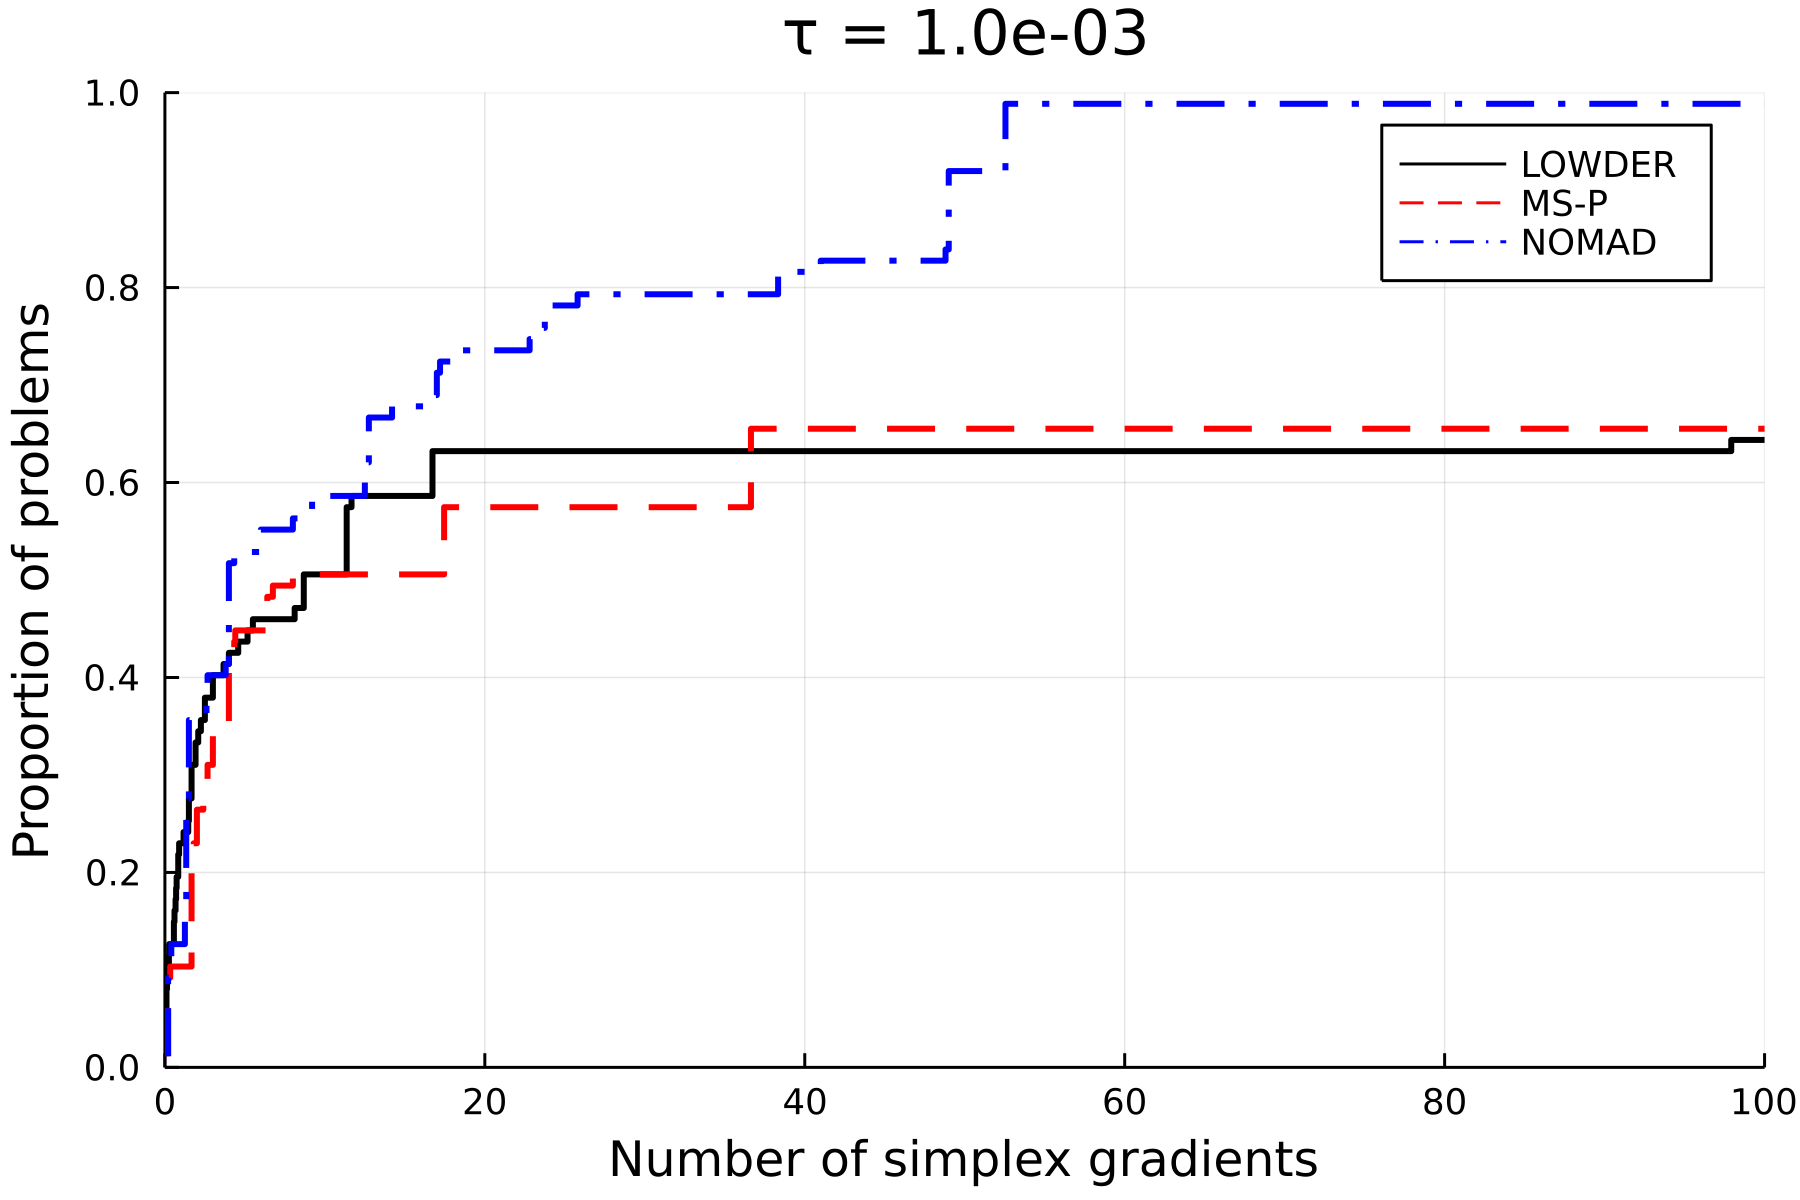 τ = 1.0e-03
1.0
0.8
0.6
0.4
0.2
0.0
Proportion of problems
LOWDER
MS-P
NOMAD
0 20 40 60 80 100
Number of simplex gradients